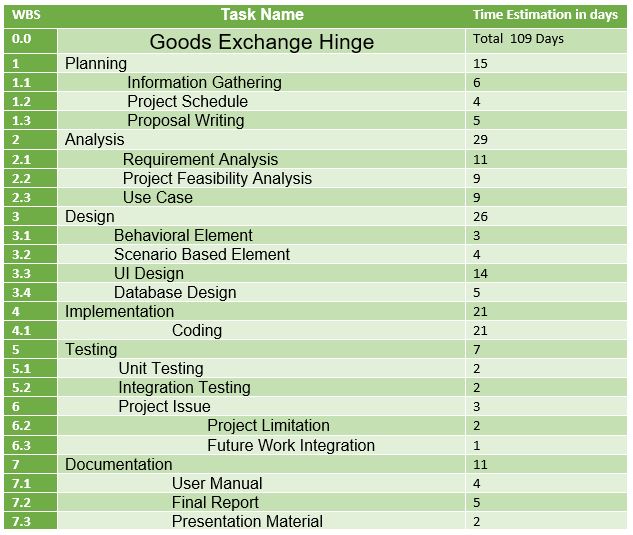 WBS Task Name Time Estimation in days
0.0 Goods Exchange Hinge Total 109 Days
1 Planning 15
1.1 Information Gathering 6
1.2 Project Schedule 4
1.3 Proposal Writing 5
2 Analysis 29
2.1 Requirement Analysis 11
2.2 Project Feasibility Analysis 9
2.3 Use Case 9
3 Design 26
3.1 Behavioral Element 3
3.2 Scenario Based Element 4
3.3 UI Design 14
3.4 Database Design 5
4 Implementation 21
4.1 Coding 21
5 Testing 7
5.1 Unit Testing 2
5.2 Integration Testing 2
6 Project Issue 3
6.2 Project Limitation 2
6.3 Future Work Integration 1
7 Documentation 11
7.1 User Manual 4
7.2 Final Report 5
7.3 Presentation Material 2